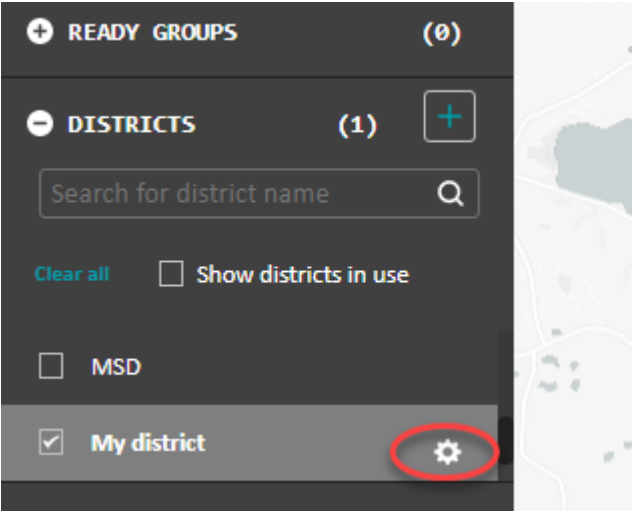 READY GROUPS (0)
DISTRICTS (1)
Search for district name
Clear all Show districts in use
MSD
My district